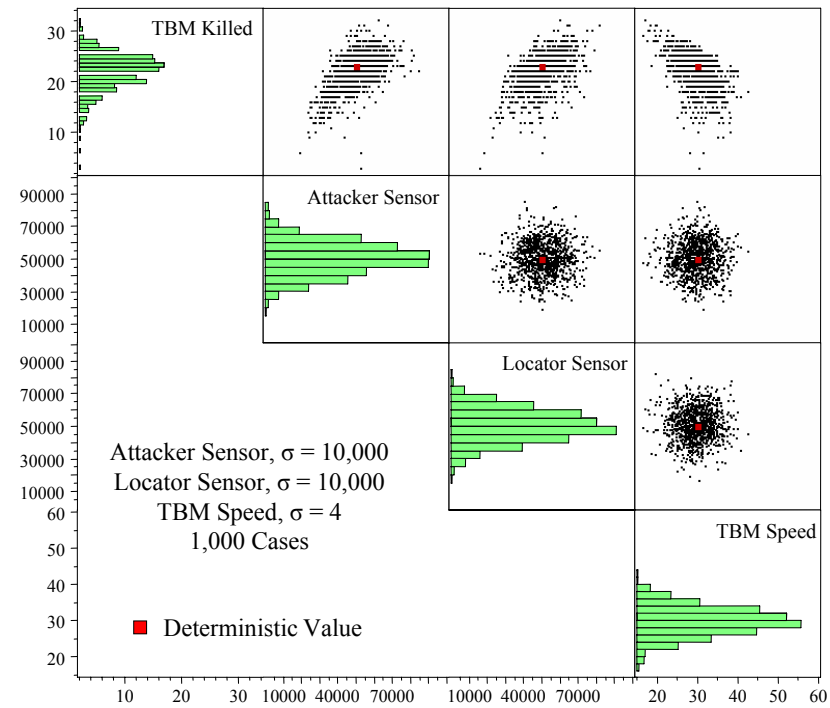 TBM Killed
30
20
10
Attacker Sensor
90000
70000
50000
30000
10000
Locator Sensor
90000
70000
50000
30000
10000
Attacker Sensor, σ = 10,000
Locator Sensor, σ = 10,000
TBM Speed, σ = 4
1,000 Cases
TBM Speed
60
50
40
30
20
Deterministic Value
10 20 30 10000 40000 70000 10000 40000 70000 20 30 40 50 60